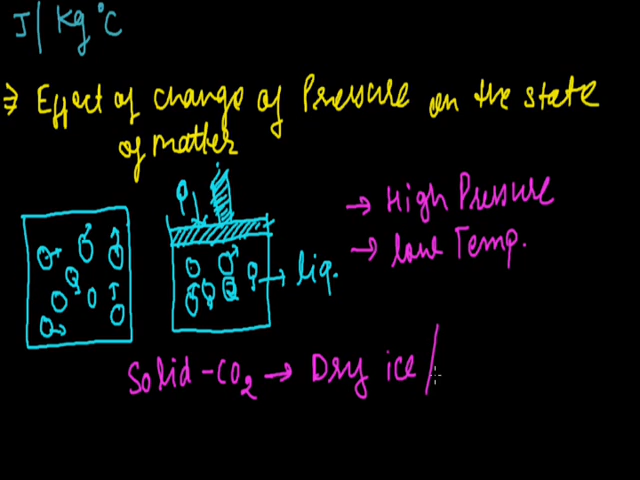 J/Kg°C
⇒ Effect of change of Pressure on the state
of matter
P
→ High Pressure
→ low Temp.
→ liq.
Solid-CO₂ → Dry ice/